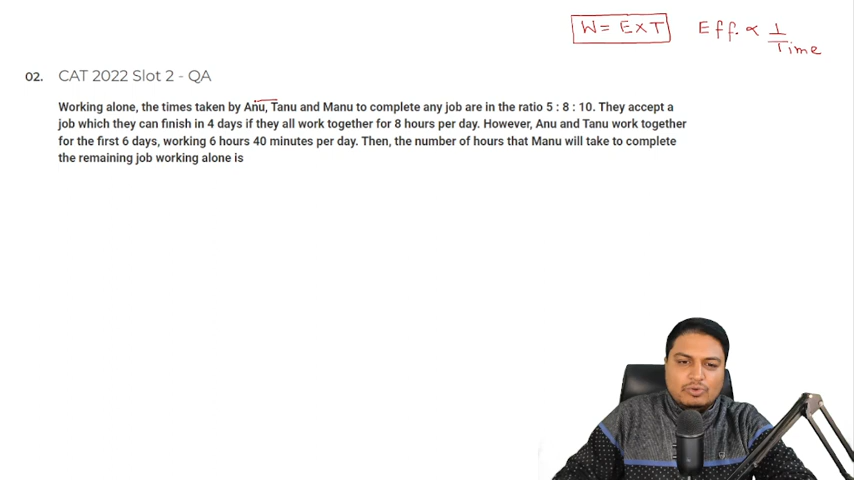 W = E×T Eff. ∝ 1/Time
02. CAT 2022 Slot 2 - QA
Working alone, the times taken by Anu, Tanu and Manu to complete any job are in the ratio 5 : 8 : 10. They accept a
job which they can finish in 4 days if they all work together for 8 hours per day. However, Anu and Tanu work together
for the first 6 days, working 6 hours 40 minutes per day. Then, the number of hours that Manu will take to complete
the remaining job working alone is